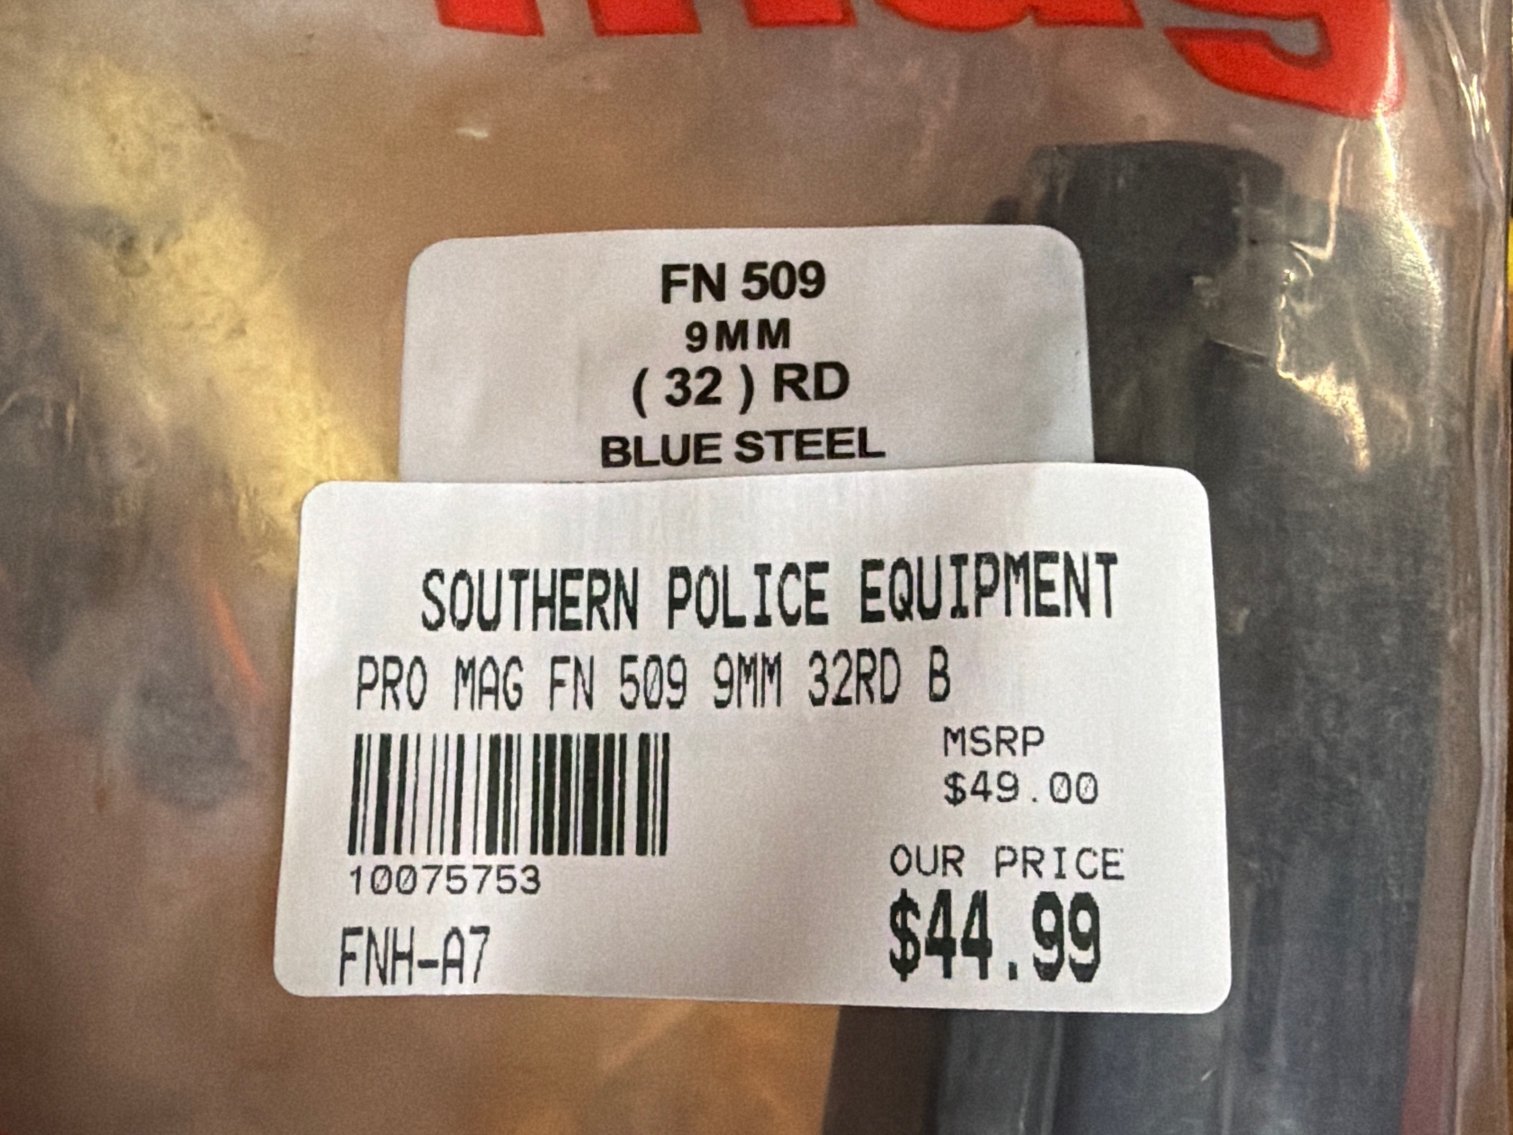 mag
FN 509
9MM
( 32 ) RD
BLUE STEEL
SOUTHERN POLICE EQUIPMENT
PRO MAG FN 509 9MM 32RD B
MSRP
$49.00
10075753
OUR PRICE
$44.99
FNH-A7